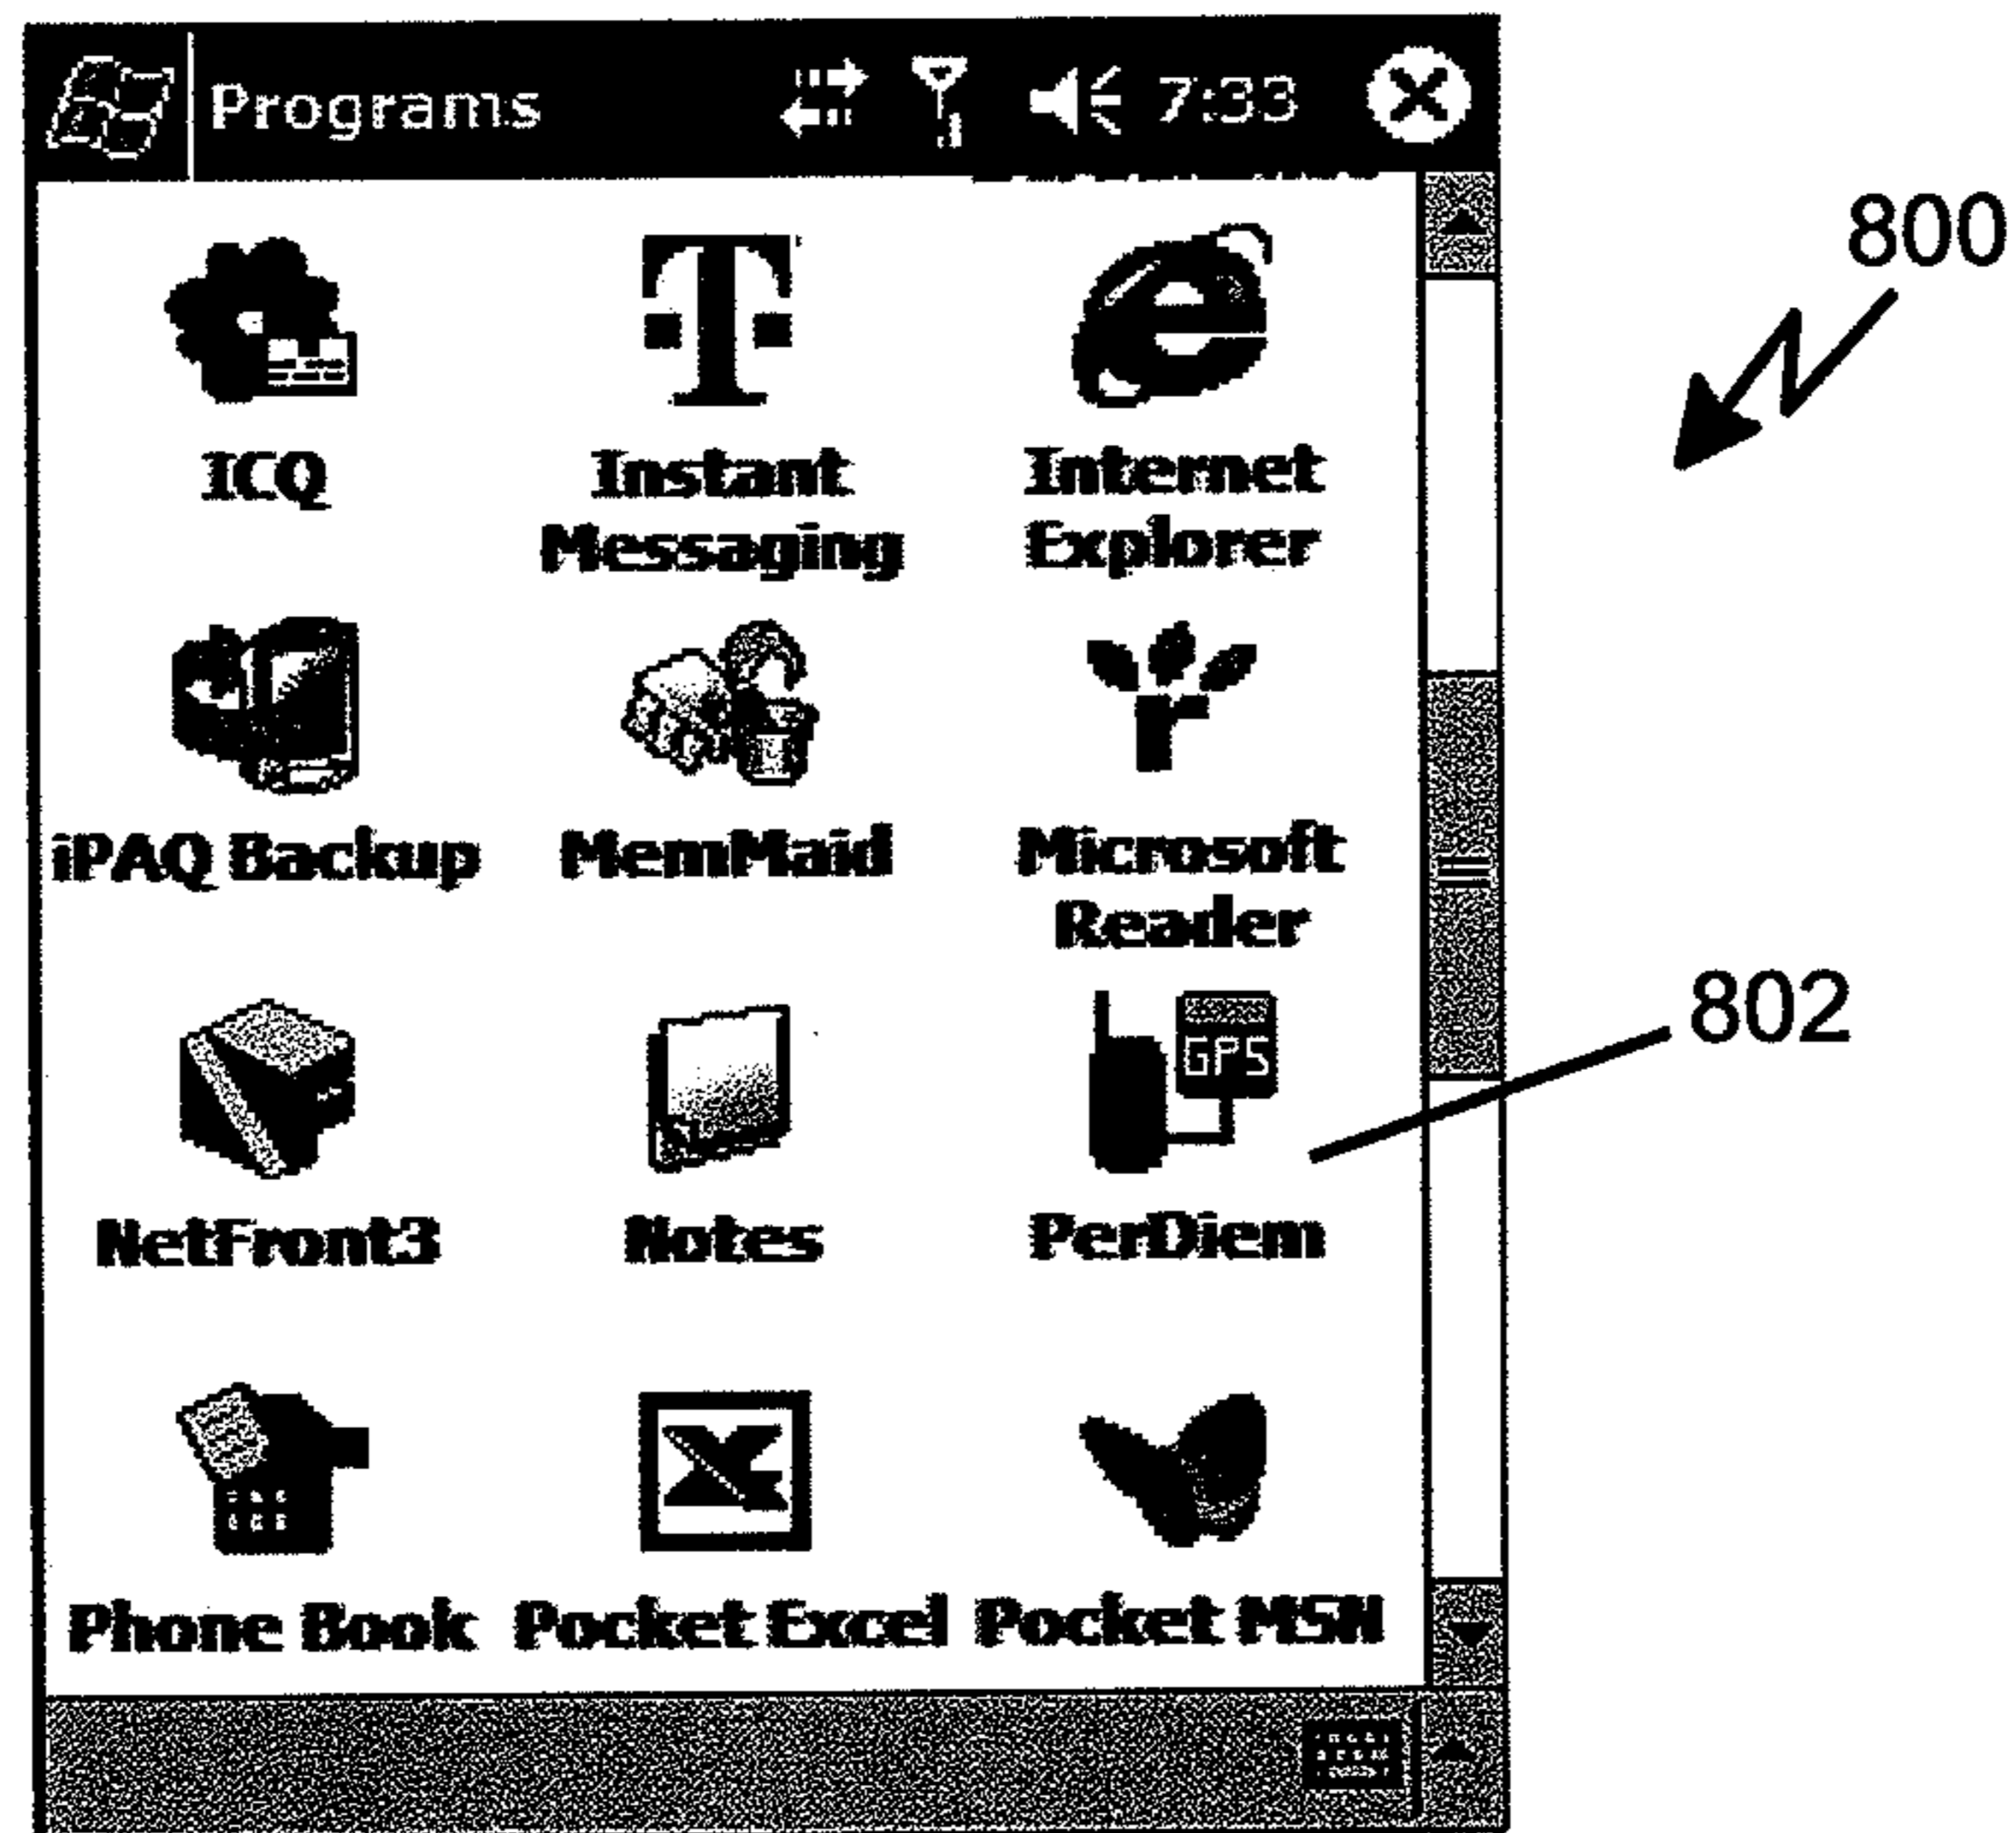 Programs 7:33
800
ICQ Instant Messaging Internet Explorer
iPAQ Backup MemMaid Microsoft Reader
802
GPS
NetFront3 Notes PerDiem
Phone Book Pocket Excel Pocket MSN